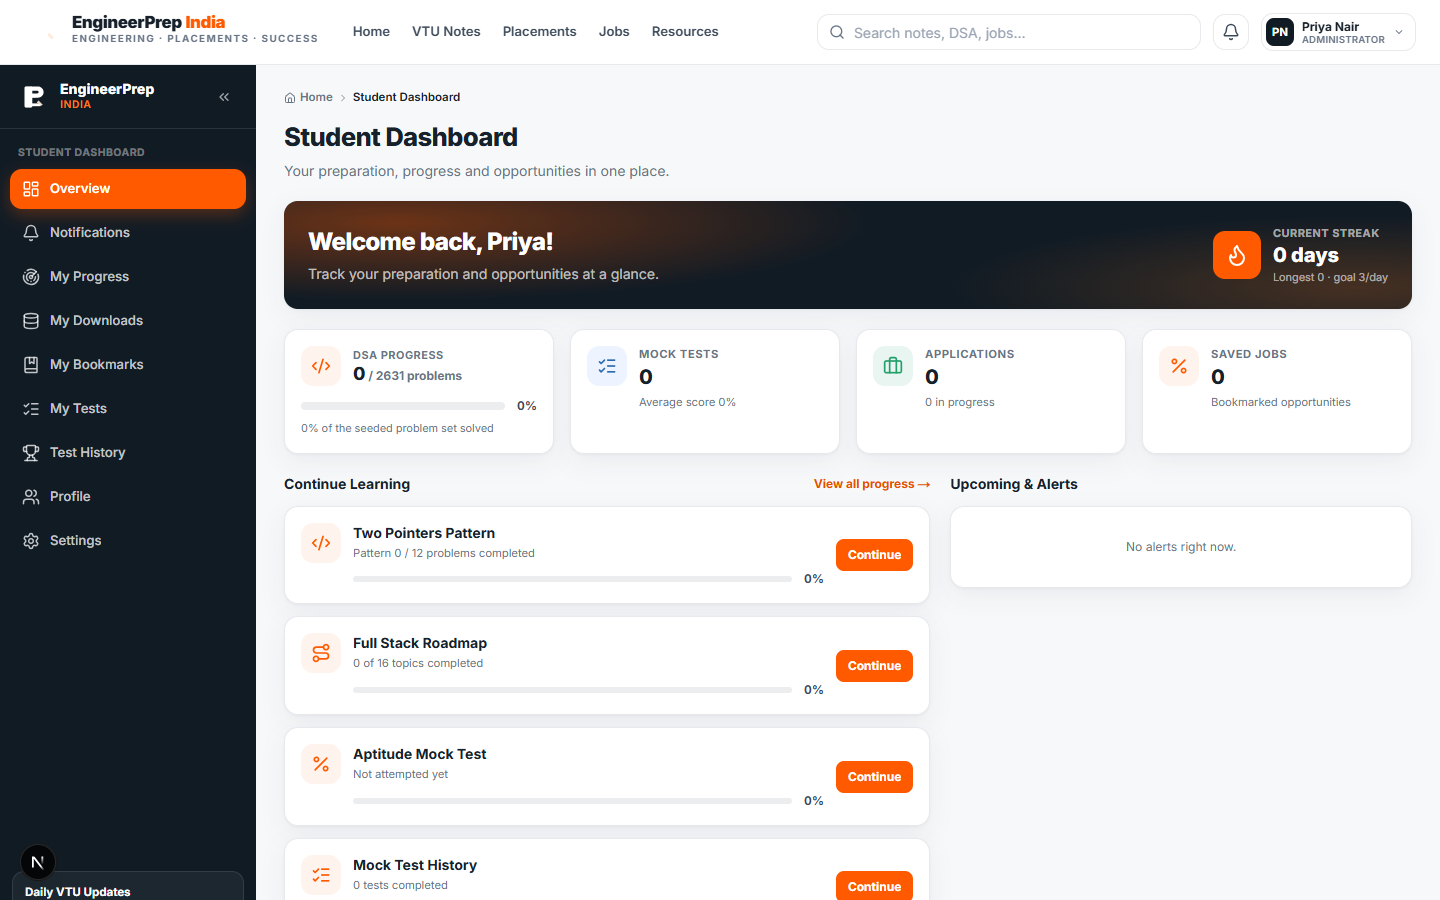 EngineerPrep India
ENGINEERING · PLACEMENTS · SUCCESS
Home
VTU Notes
Placements
Jobs
Resources
Search notes, DSA, jobs...
PN
Priya Nair
ADMINISTRATOR
EngineerPrep
INDIA
STUDENT DASHBOARD
Overview
Notifications
My Progress
My Downloads
My Bookmarks
My Tests
Test History
Profile
Settings
N
Daily VTU Updates
Home
Student Dashboard
Student Dashboard
Your preparation, progress and opportunities in one place.
Welcome back, Priya!
Track your preparation and opportunities at a glance.
CURRENT STREAK
0 days
Longest 0 · goal 3/day
DSA PROGRESS
0 / 2631 problems
0%
0% of the seeded problem set solved
MOCK TESTS
0
Average score 0%
APPLICATIONS
0
0 in progress
SAVED JOBS
0
Bookmarked opportunities
Continue Learning
View all progress →
Two Pointers Pattern
Pattern 0 / 12 problems completed
0%
Continue
Full Stack Roadmap
0 of 16 topics completed
0%
Continue
Aptitude Mock Test
Not attempted yet
0%
Continue
Mock Test History
0 tests completed
Continue
Upcoming & Alerts
No alerts right now.